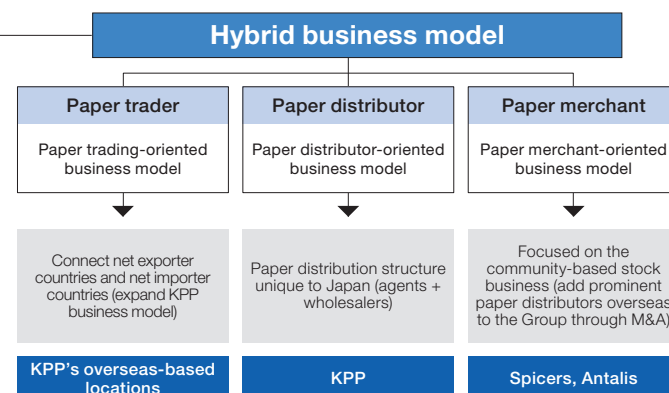 Hybrid business model
Paper trader
Paper trading-oriented
business model
Connect net exporter
countries and net importer
countries (expand KPP
business model)
KPP's overseas-based
locations
Paper distributor
Paper distributor-oriented
business model
Paper distribution structure
unique to Japan (agents +
wholesalers)
KPP
Paper merchant
Paper merchant-oriented
business model
Focused on the
community-based stock
business (add prominent
paper distributors overseas
to the Group through M&A)
Spicers, Antalis